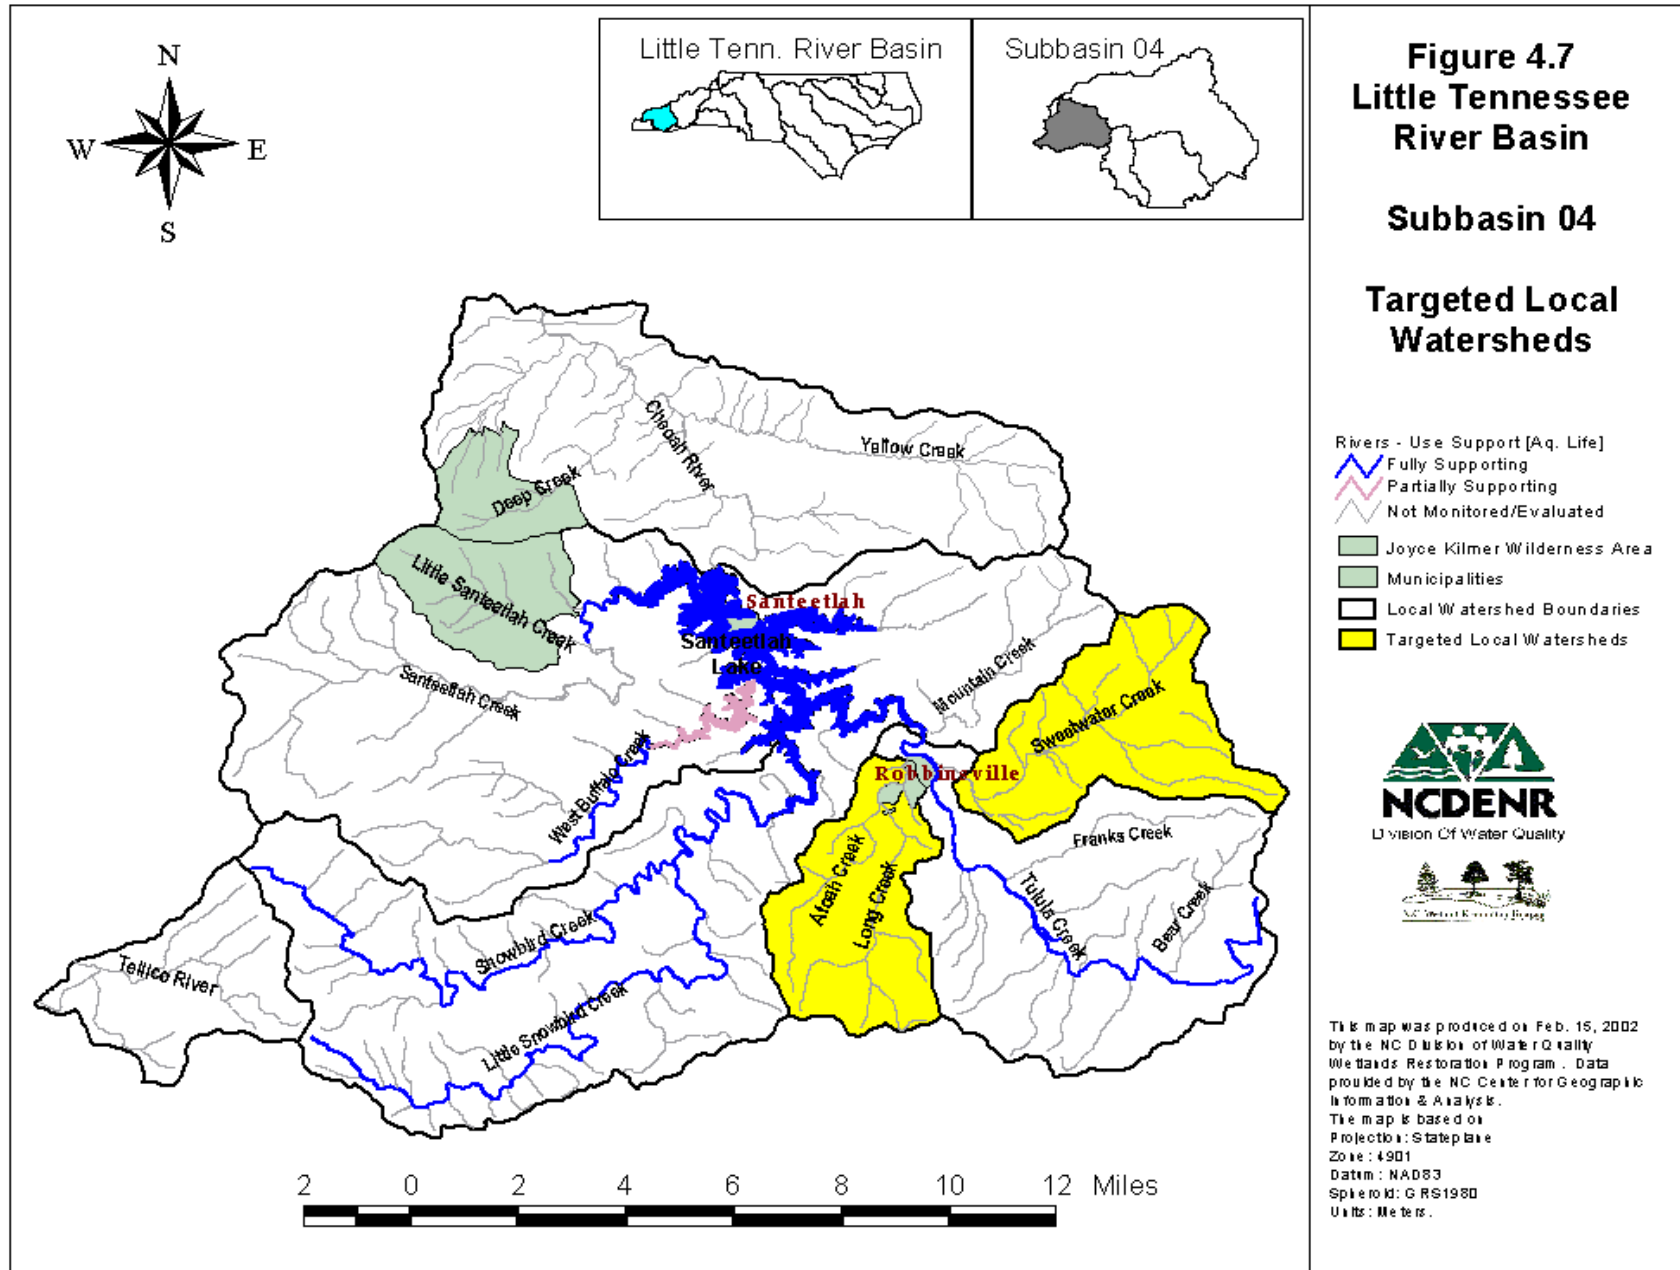 N
W
E
S
Little Tenn. River Basin
Subbasin 04
Figure 4.7
Little Tennessee
River Basin
Subbasin 04
Targeted Local
Watersheds
Rivers - Use Support [Aq. Life]
Fully Supporting
Partially Supporting
Not Monitored/Evaluated
Joyce Kilmer Wilderness Area
Municipalities
Local Watershed Boundaries
Targeted Local Watersheds
Cheoah River
Yellow Creek
Deep Creek
Little Santeetlah Creek
Santeetlah
Santeetlah
Lake
Santeetlah Creek
Mountain Creek
Sweetwater Creek
West Buffalo Creek
Robbinsville
Franks Creek
Atoah Creek
Long Creek
Tulula Creek
Bear Creek
Snowbird Creek
Tellico River
Little Snowbird Creek
NCDENR
Division Of Water Quality
This map was produced on Feb. 15, 2002
by the NC Division of Water Quality
Wetlands Restoration Program. Data
provided by the NC Center for Geographic
Information & Analysis.
The map is based on
Projection: Stateplane
Zone: 4901
Datum: NAD83
Spheroid: GRS1980
Units: Meters.
2 0 2 4 6 8 10 12 Miles